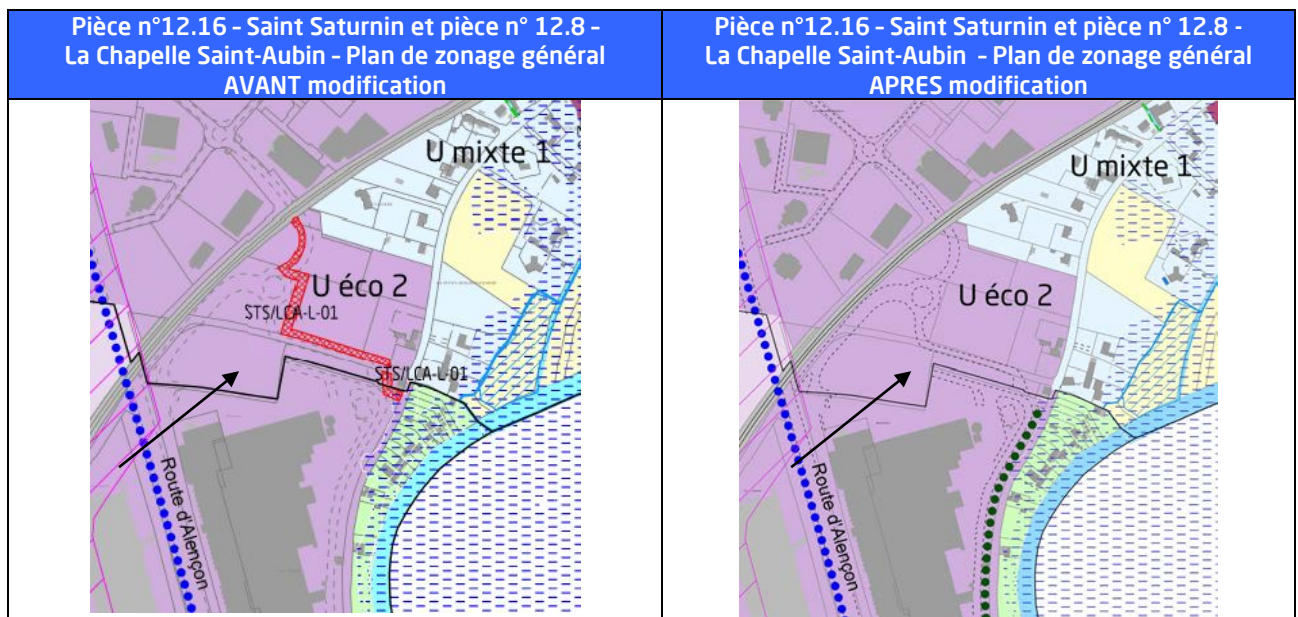 Pièce n°12.16 – Saint Saturnin et pièce n° 12.8 –
La Chapelle Saint-Aubin – Plan de zonage général
AVANT modification
Pièce n°12.16 – Saint Saturnin et pièce n° 12.8 -
La Chapelle Saint-Aubin – Plan de zonage général
APRES modification
U mixte 1
U éco 2
STS/LCA-L-01
STS/LCA-L-01
Route d'Alençon
U mixte 1
U éco 2
Route d'Alençon